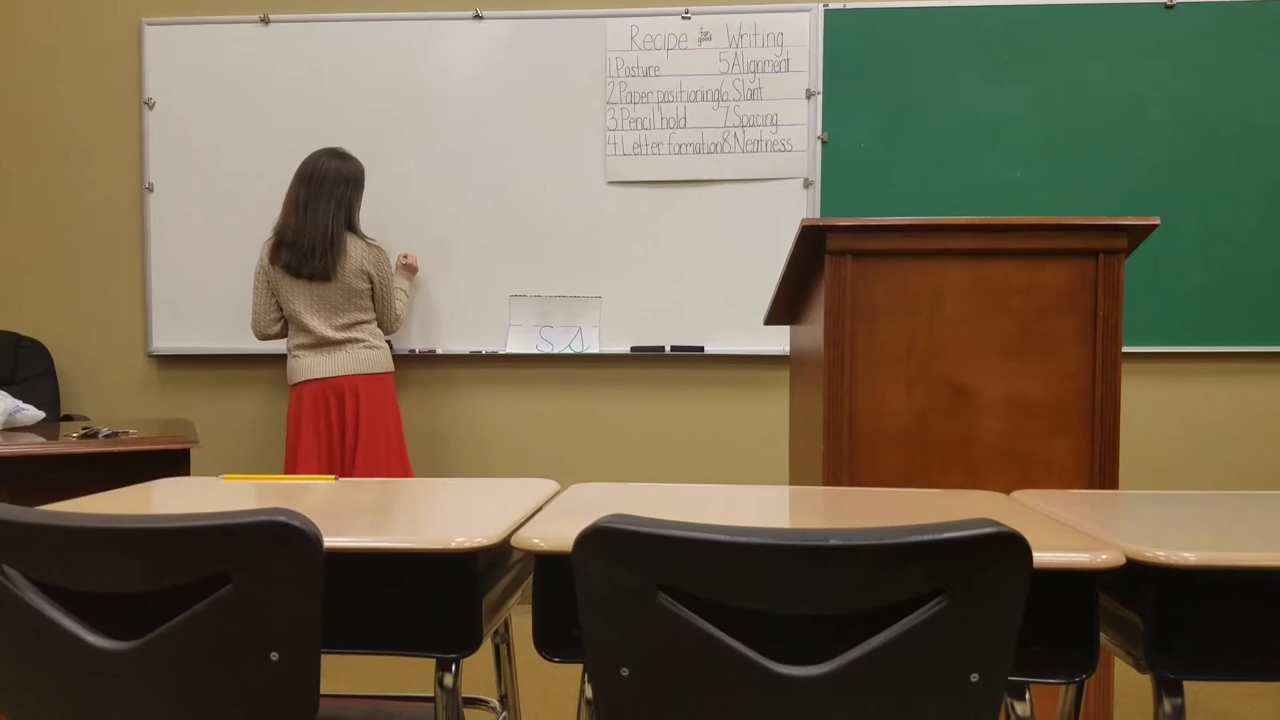 Recipe for good Writing
1. Posture 5 Alignment
2. Paper positioning 6. Slant
3. Pencil hold 7 Spacing
4. Letter formation 8. Neatness
s s